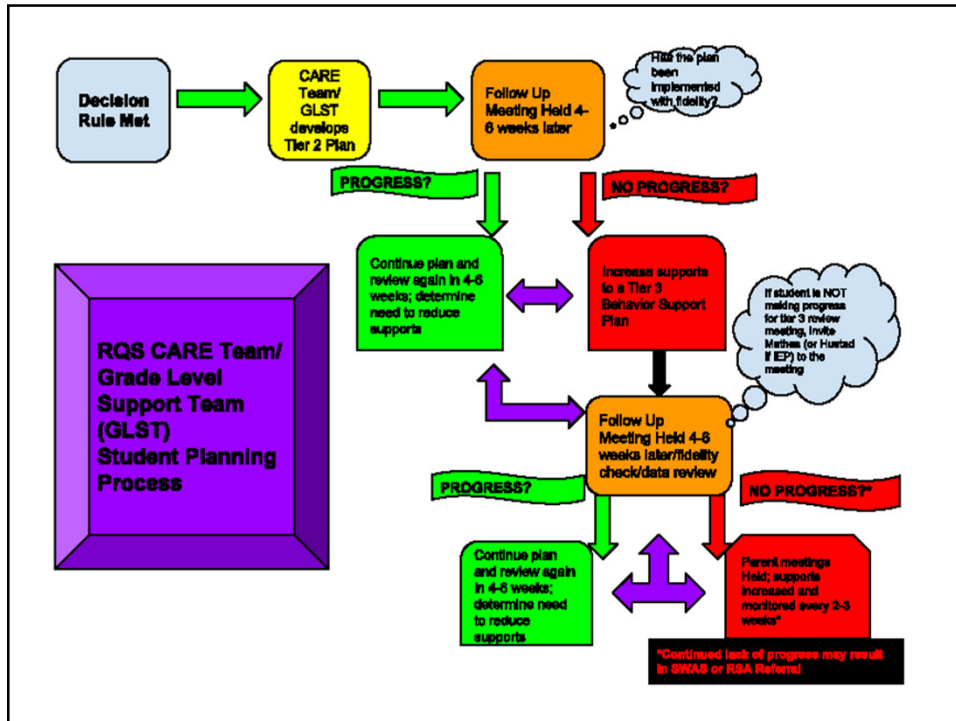 Decision
Rule Met
CARE
Team/
GLST
develops
Tier 2 Plan
Follow Up
Meeting Held 4-
6 weeks later
Has the plan
been
implemented
with fidelity?
PROGRESS?
NO PROGRESS?
Continue plan and
review again in 4-6
weeks; determine
need to reduce
supports
Increase supports
to a Tier 3
Behavior Support
Plan
If student is NOT
making progress
for tier 3 review
meeting, invite
Mathea (or Hustad
if IEP) to the
meeting
RQS CARE Team/
Grade Level
Support Team
(GLST)
Student Planning
Process
Follow Up
Meeting Held 4-6
weeks later/fidelity
check/data review
PROGRESS?
NO PROGRESS?*
Continue plan
and review again
in 4-6 weeks;
determine need
to reduce
supports
Parent meetings
Held; supports
increased and
monitored every 2-3
weeks*
*Continued lack of progress may result
in SWAS or RSA Referral